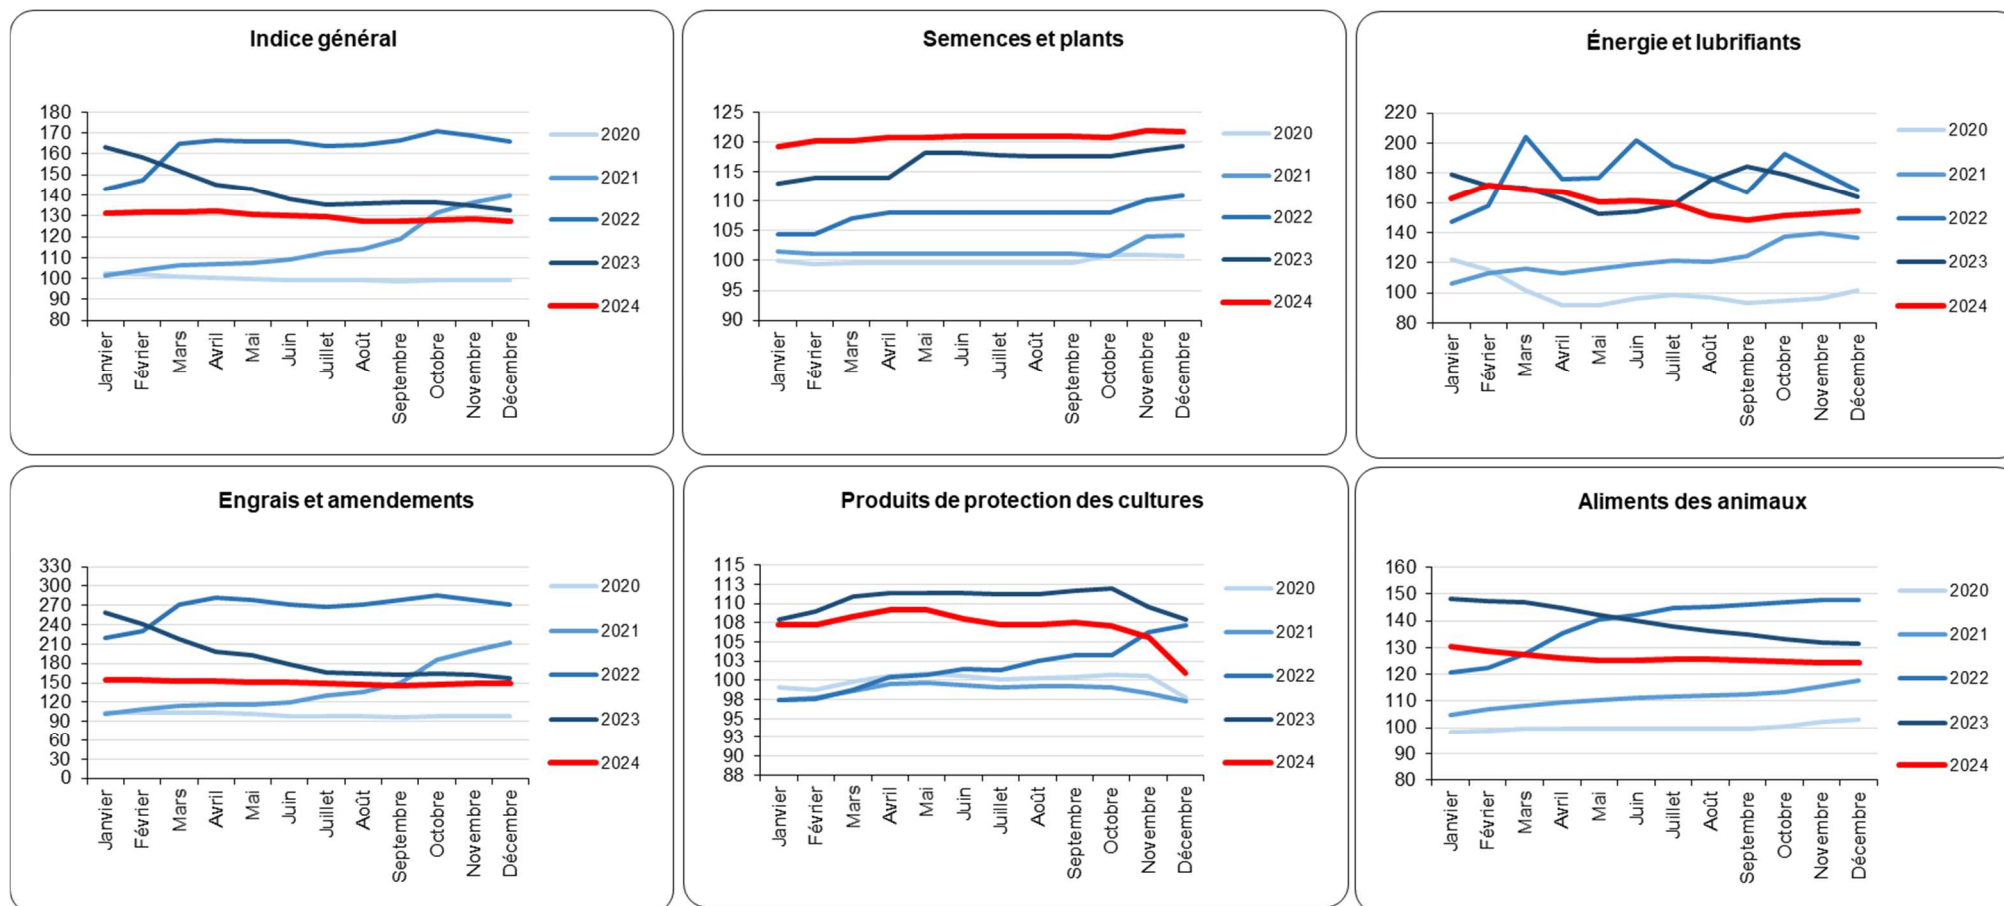 Indice général
180
170
160
150
140
130
120
110
100
90
80
Janvier
Février
Mars
Avril
Mai
Juin
Juillet
Août
Septembre
Octobre
Novembre
Décembre
2020
2021
2022
2023
2024
Semences et plants
125
120
115
110
105
100
95
90
Janvier
Février
Mars
Avril
Mai
Juin
Juillet
Août
Septembre
Octobre
Novembre
Décembre
2020
2021
2022
2023
2024
Énergie et lubrifiants
220
200
180
160
140
120
100
80
Janvier
Février
Mars
Avril
Mai
Juin
Juillet
Août
Septembre
Octobre
Novembre
Décembre
2020
2021
2022
2023
2024
Engrais et amendements
330
300
270
240
210
180
150
120
90
60
30
0
Janvier
Février
Mars
Avril
Mai
Juin
Juillet
Août
Septembre
Octobre
Novembre
Décembre
2020
2021
2022
2023
2024
Produits de protection des cultures
115
113
110
108
105
103
100
98
95
93
90
88
Janvier
Février
Mars
Avril
Mai
Juin
Juillet
Août
Septembre
Octobre
Novembre
Décembre
2020
2021
2022
2023
2024
Aliments des animaux
160
150
140
130
120
110
100
90
80
Janvier
Février
Mars
Avril
Mai
Juin
Juillet
Août
Septembre
Octobre
Novembre
Décembre
2020
2021
2022
2023
2024